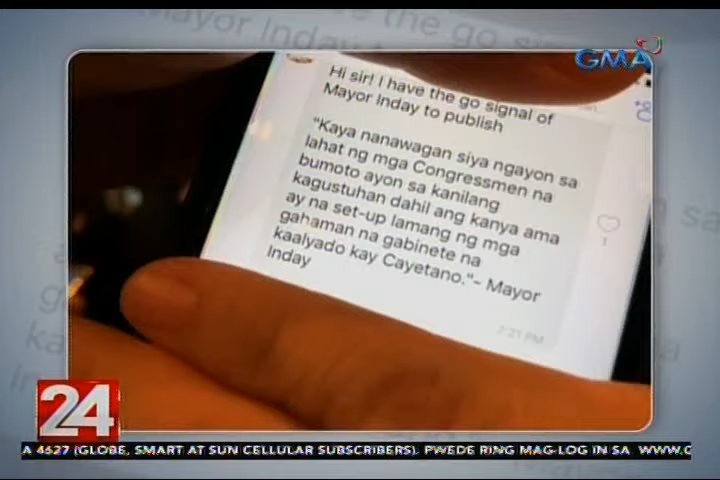 GMA
Hi sir! I have the go signal of
Mayor Inday to publish
"Kaya nanawagan siya ngayon sa
lahat ng mga Congressmen na
bumoto ayon sa kanilang
kagustuhan dahil ang kanya ama
ay na set-up lamang ng mga
gahaman na gabinete na
kaalyado kay Cayetano."- Mayor
Inday
1
7:21 PM
24
A 4627 (GLOBE, SMART AT SUN CELLULAR SUBSCRIBERS). PWEDE RING MAG-LOG IN SA WWW.